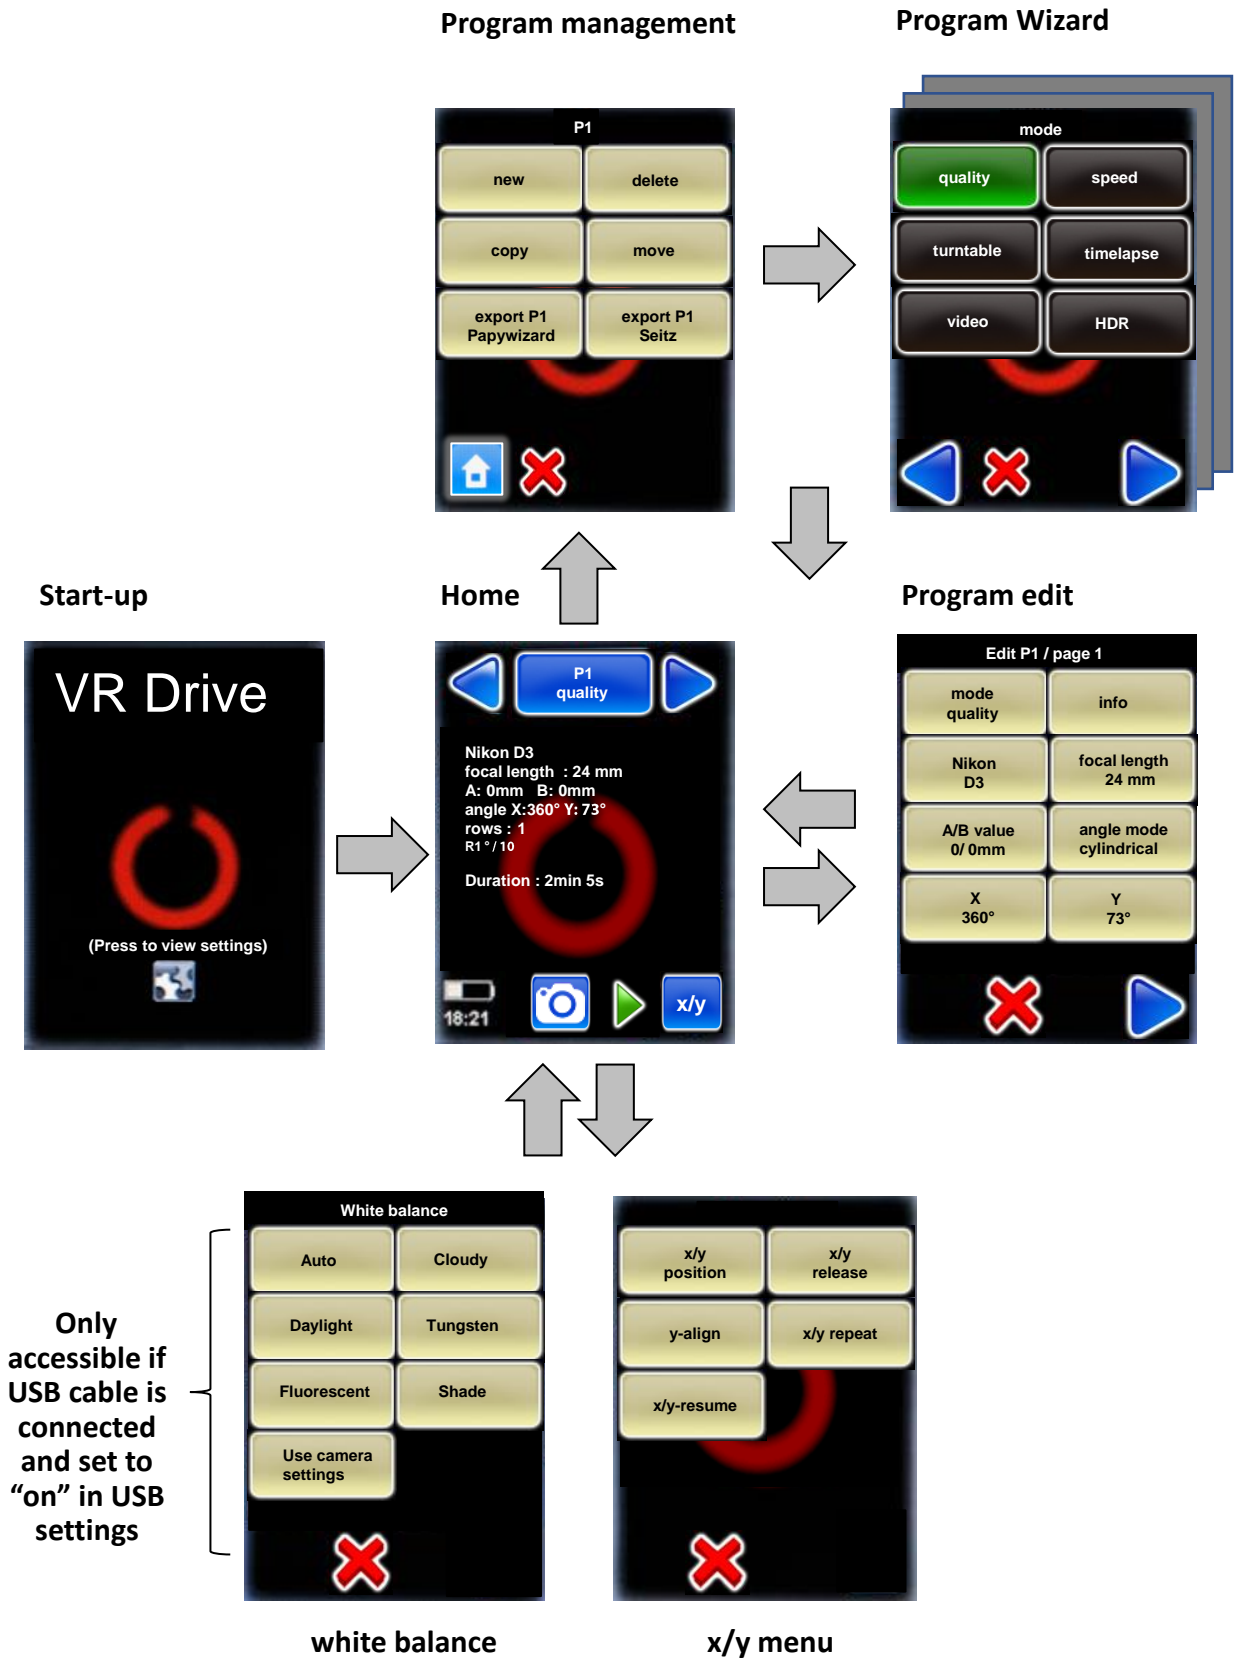 Program management
Program Wizard
P1
new
delete
copy
move
export P1
Papywizard
export P1
Seitz
mode
quality
speed
turntable
timelapse
video
HDR
Start-up
Home
Program edit
VR Drive
(Press to view settings)
P1
quality
Nikon D3
focal length : 24 mm
A: 0mm B: 0mm
angle X:360° Y: 73°
rows : 1
R1 ° / 10
Duration : 2min 5s
18:21
x/y
Edit P1 / page 1
mode
quality
info
Nikon
D3
focal length
24 mm
A/B value
0/ 0mm
angle mode
cylindrical
X
360°
Y
73°
Only
accessible if
USB cable is
connected
and set to
“on” in USB
settings
White balance
Auto
Cloudy
Daylight
Tungsten
Fluorescent
Shade
Use camera
settings
x/y
position
x/y
release
y-align
x/y repeat
x/y-resume
white balance
x/y menu